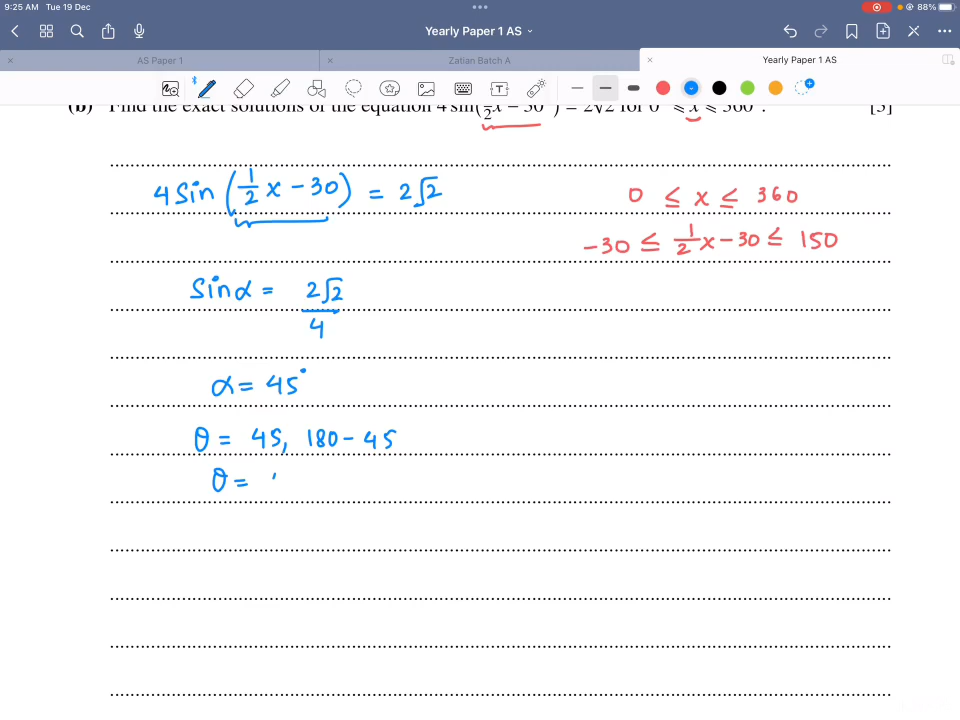 9:25 AM Tue 19 Dec
88%
Yearly Paper 1 AS
AS Paper 1
Zatian Batch A
Yearly Paper 1 AS
(b) Find the exact solutions of the equation 4 sin(½x − 30°) = 2√2 for 0° ⩽ x ⩽ 360°. [3]
4 Sin (½ x − 30) = 2√2
0 ≤ x ≤ 360
−30 ≤ ½x − 30 ≤ 150
Sin α = 2√2
4
α = 45°
θ = 45, 180 − 45
θ =